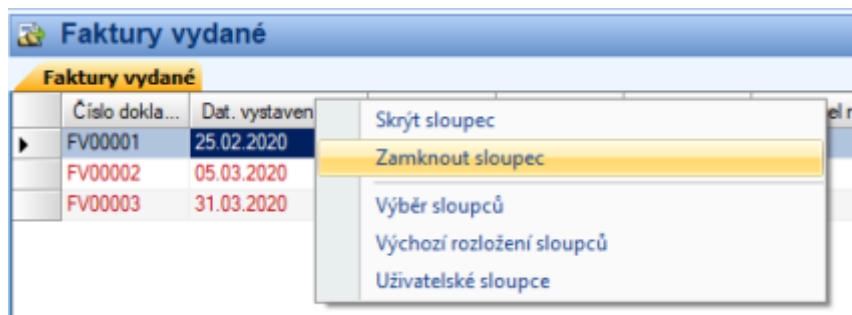 Faktury vydané
Faktury vydané
Číslo dokla... Dat. vystaven
FV00001 25.02.2020
FV00002 05.03.2020
FV00003 31.03.2020
Skrýt sloupec
Zamknout sloupec
Výběr sloupců
Výchozí rozložení sloupců
Uživatelské sloupce